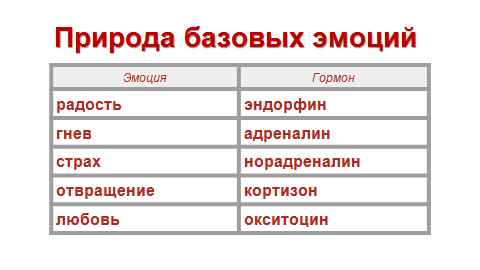 Природа базовых эмоций
Эмоция Гормон
радость эндорфин
гнев адреналин
страх норадреналин
отвращение кортизон
любовь окситоцин